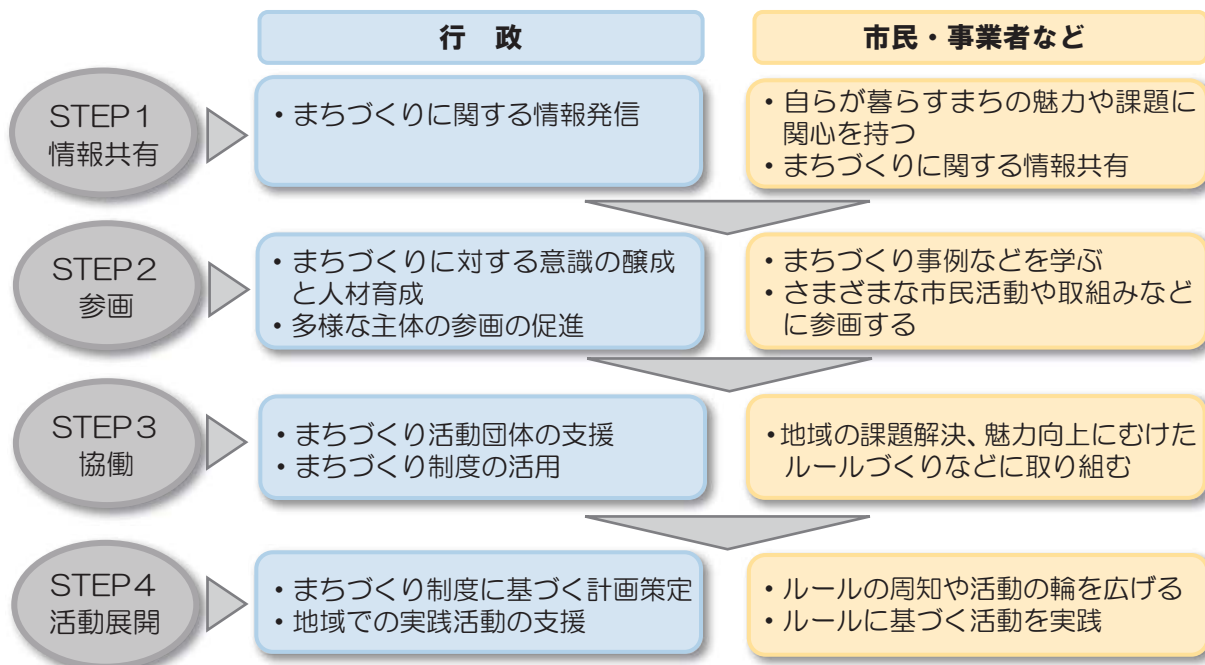 行　政
市民・事業者など
STEP１
情報共有
・まちづくりに関する情報発信
・自らが暮らすまちの魅力や課題に
関心を持つ
・まちづくりに関する情報共有
STEP２
参画
・まちづくりに対する意識の醸成
と人材育成
・多様な主体の参画の促進
・まちづくり事例などを学ぶ
・さまざまな市民活動や取組みなど
に参画する
STEP３
協働
・まちづくり活動団体の支援
・まちづくり制度の活用
・地域の課題解決、魅力向上にむけた
ルールづくりなどに取り組む
STEP４
活動展開
・まちづくり制度に基づく計画策定
・地域での実践活動の支援
・ルールの周知や活動の輪を広げる
・ルールに基づく活動を実践